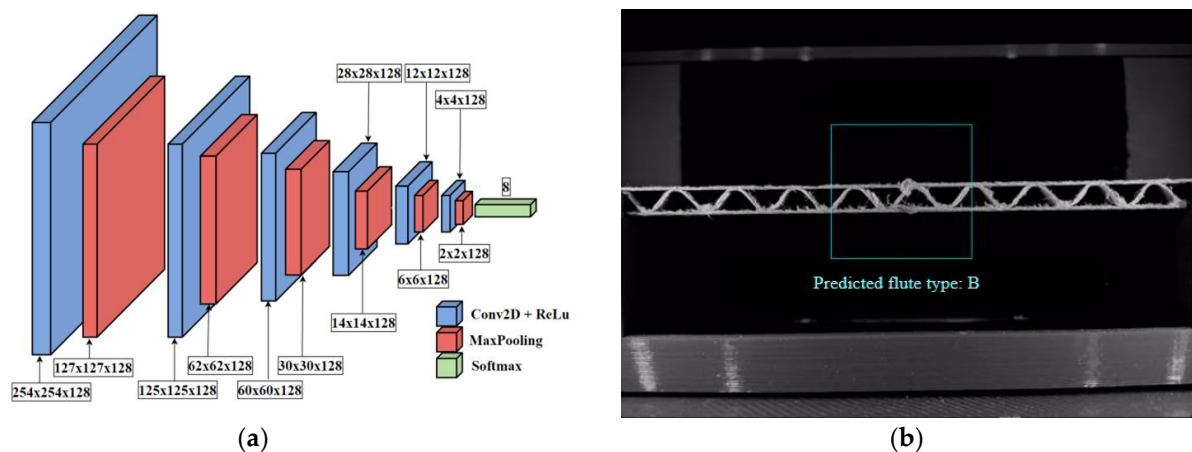 28x28x128
12x12x128
4x4x128
8
2x2x128
6x6x128
14x14x128
30x30x128
62x62x128
60x60x128
127x127x128
125x125x128
254x254x128
Conv2D + ReLu
MaxPooling
Softmax
(a)
Predicted flute type: B
(b)